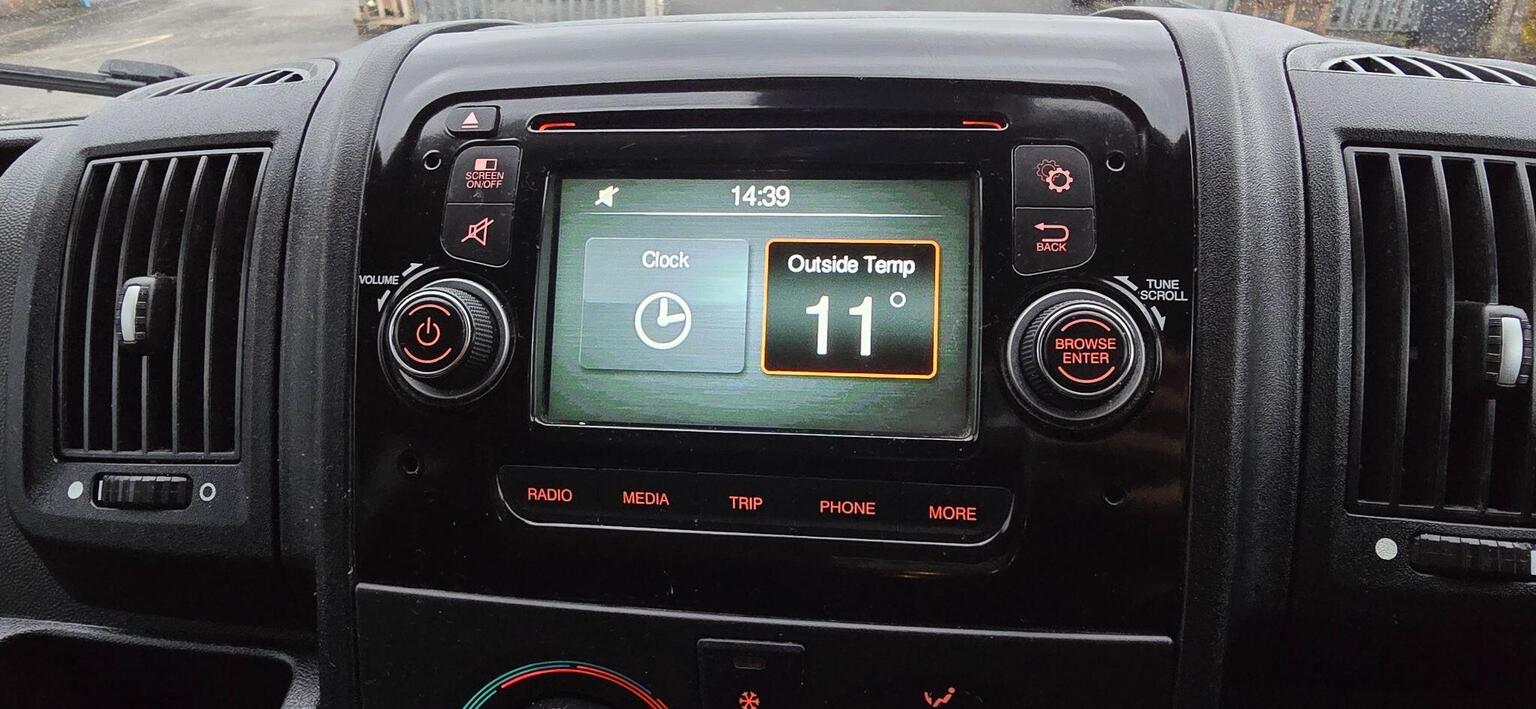 SCREEN
ON/OFF
14:39
VOLUME
Clock
Outside Temp
11°
BACK
TUNE
SCROLL
BROWSE
ENTER
RADIO
MEDIA
TRIP
PHONE
MORE